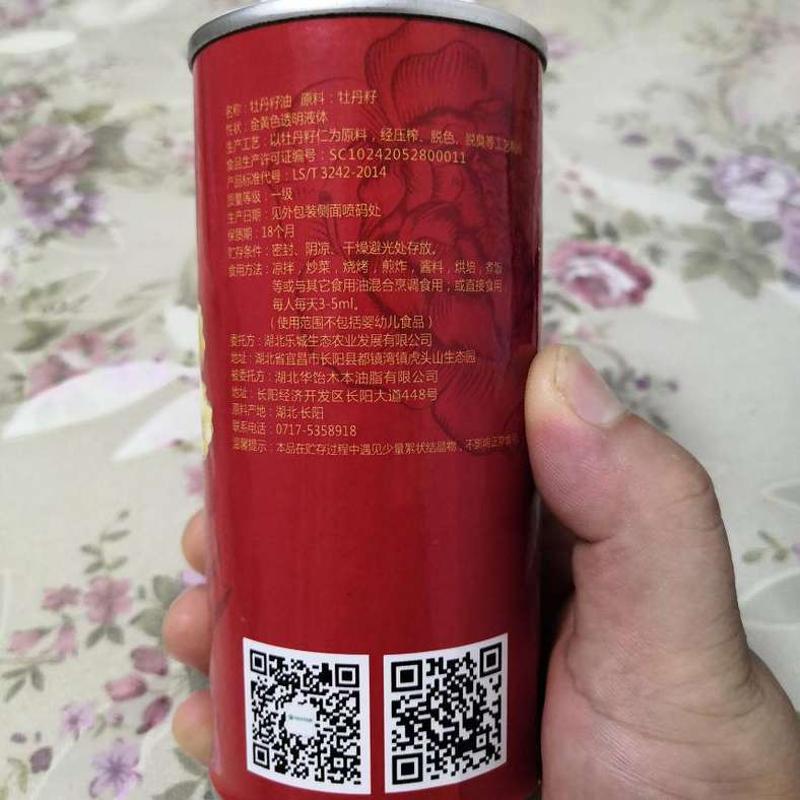 名称：牡丹籽油 原料：牡丹籽
性状：金黄色透明液体
生产工艺：以牡丹籽仁为原料，经压榨、脱色、脱臭等工艺
食品生产许可证编号：SC10242052800011
产品标准代号：LS/T 3242-2014
质量等级：一级
生产日期：见外包装侧面喷码处
保质期：18个月
贮存条件：密封、阴凉、干燥避光处存放。
食用方法：凉拌，炒菜，烧烤，煎炸，酱料，烘培，煮饭
等或与其它食用油混合烹调食用，或直接食用
每人每天3-5ml。
（使用范围不包括婴幼儿食品）
委托方：湖北乐城生态农业发展有限公司
地址：湖北省宜昌市长阳县都镇湾镇虎头山生态园
被委托方：湖北华饴木本油脂有限公司
地址：长阳经济开发区长阳大道448号
原料产地：湖北·长阳
联系电话：0717-5358918
温馨提示：本品在贮存过程中遇见少量絮状结晶物，不影响正常食用